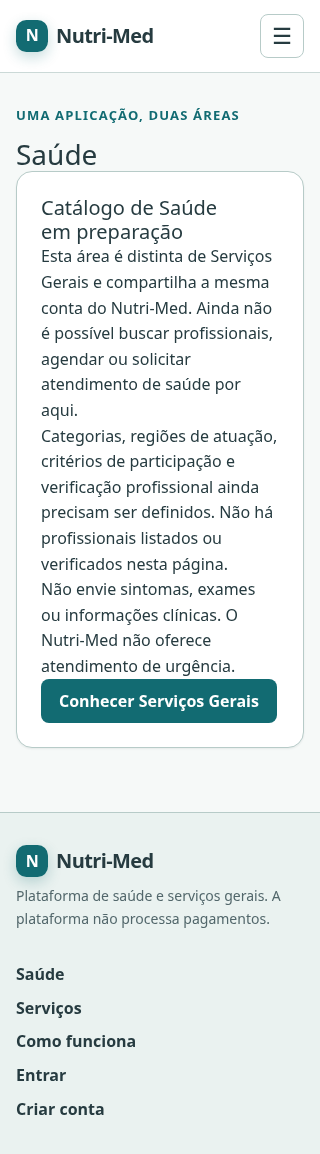 N Nutri-Med ☰
UMA APLICAÇÃO, DUAS ÁREAS
Saúde
Catálogo de Saúde
em preparação
Esta área é distinta de Serviços
Gerais e compartilha a mesma
conta do Nutri-Med. Ainda não
é possível buscar profissionais,
agendar ou solicitar
atendimento de saúde por
aqui.
Categorias, regiões de atuação,
critérios de participação e
verificação profissional ainda
precisam ser definidos. Não há
profissionais listados ou
verificados nesta página.
Não envie sintomas, exames
ou informações clínicas. O
Nutri-Med não oferece
atendimento de urgência.
Conhecer Serviços Gerais
N Nutri-Med
Plataforma de saúde e serviços gerais. A
plataforma não processa pagamentos.
Saúde
Serviços
Como funciona
Entrar
Criar conta